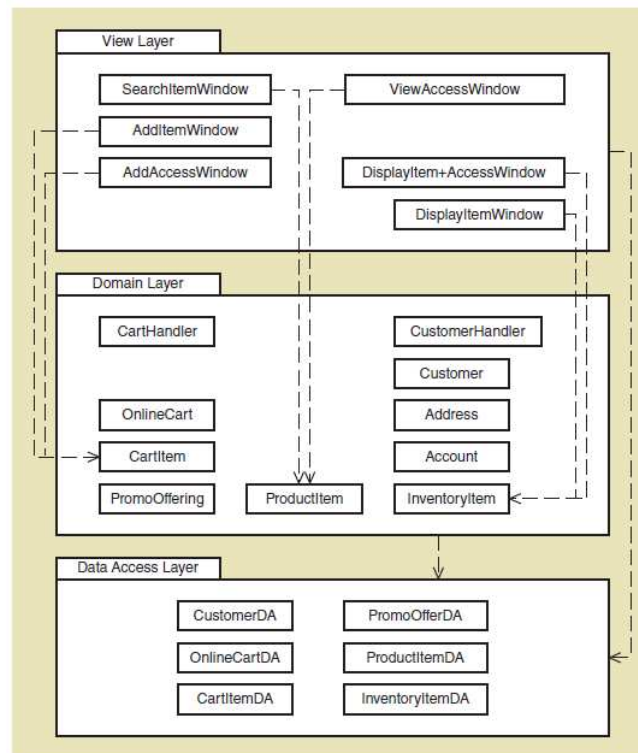 View Layer
SearchItemWindow
ViewAccessWindow
AddItemWindow
AddAccessWindow
DisplayItem+AccessWindow
DisplayItemWindow
Domain Layer
CartHandler
CustomerHandler
Customer
OnlineCart
Address
CartItem
Account
PromoOffering
ProductItem
InventoryItem
Data Access Layer
CustomerDA
PromoOfferDA
OnlineCartDA
ProductItemDA
CartItemDA
InventoryItemDA